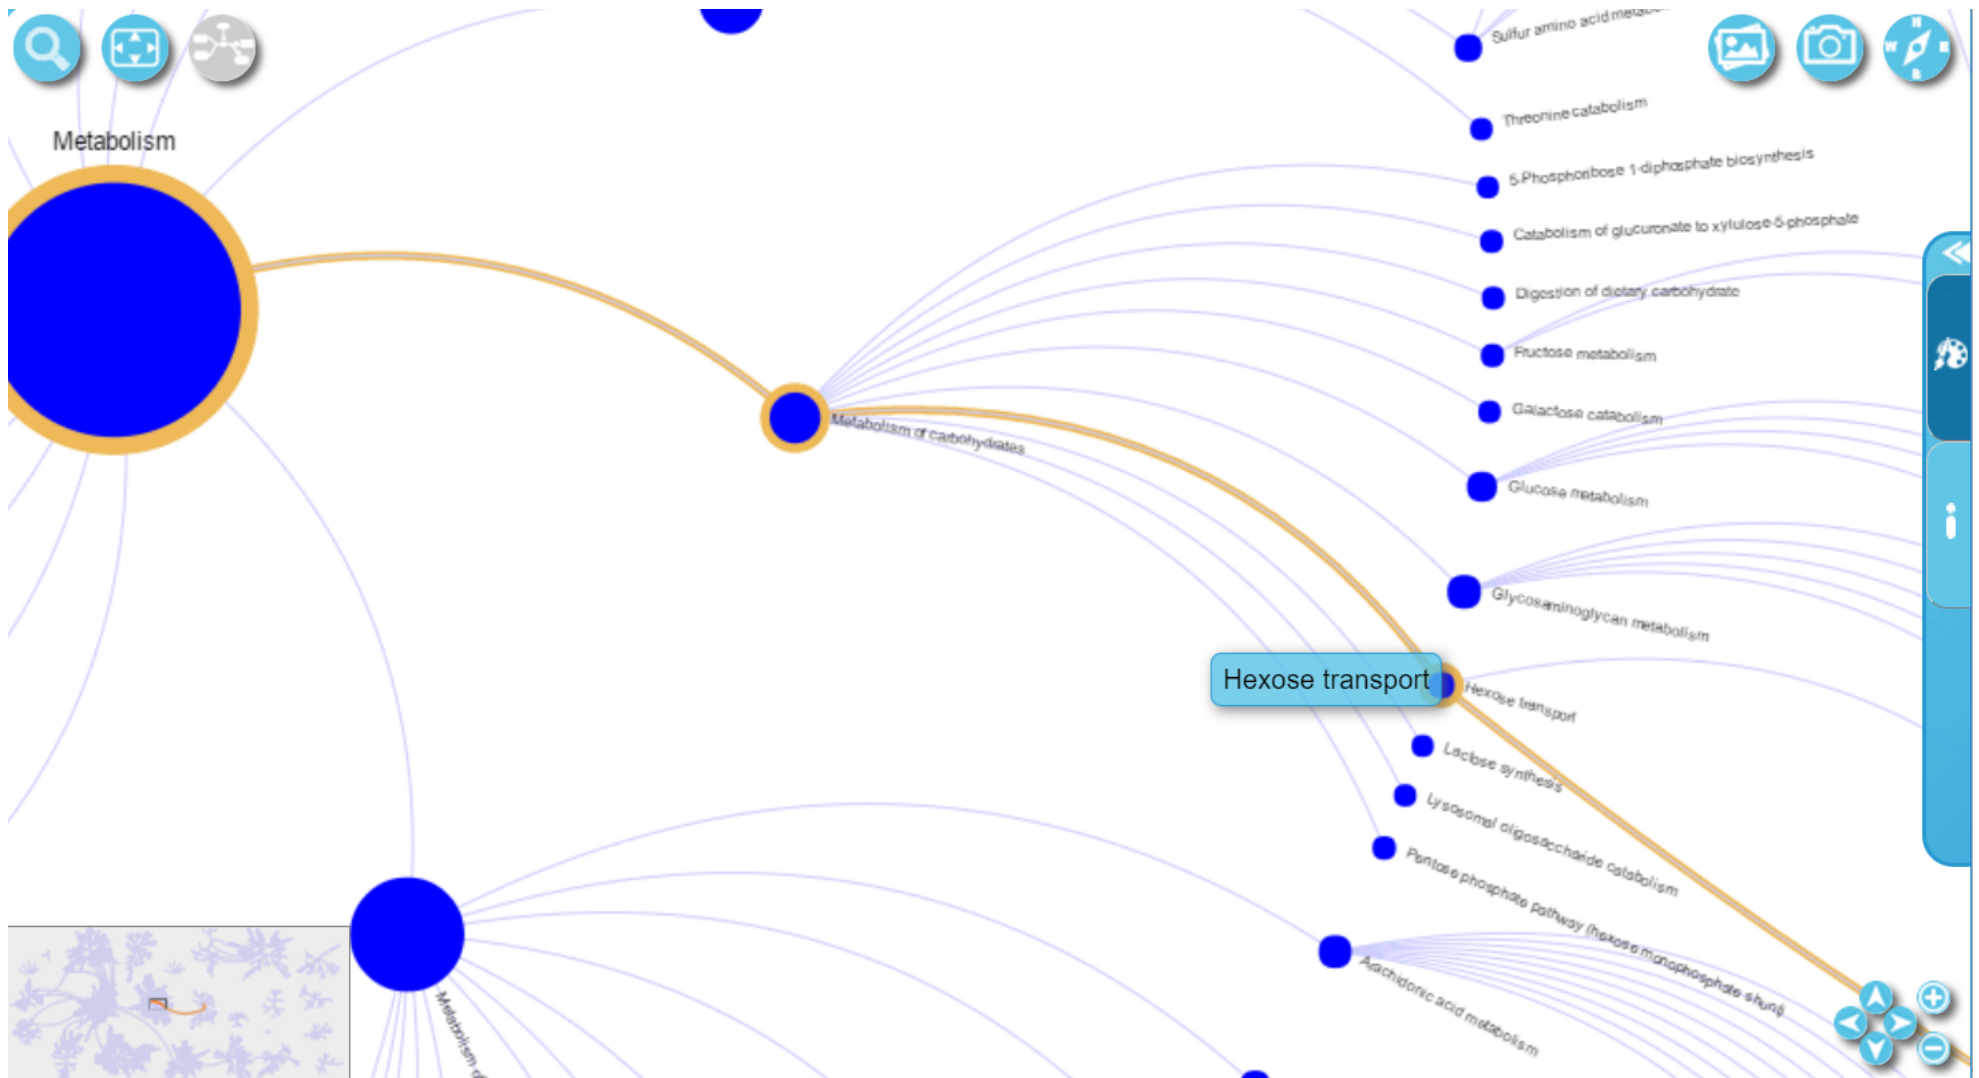 Sulfur amino acid
N
W
E
S
Threonine catabolism
Metabolism
5-Phosphoribose 1-diphosphate biosynthesis
Catabolism of glucuronate to xylulose-5-phosphate
Digestion of dietary carbohydrate
Fructose metabolism
Galactose catabolism
Metabolism of carbohydrates
Glucose metabolism
Glycosaminoglycan metabolism
Hexose transport
Hexose transport
Lactose synthesis
Lysosomal oligosaccharide catabolism
Pentose phosphate pathway (hexose monophosphate shunt)
Arachidonic acid metabolism
Metabolism of